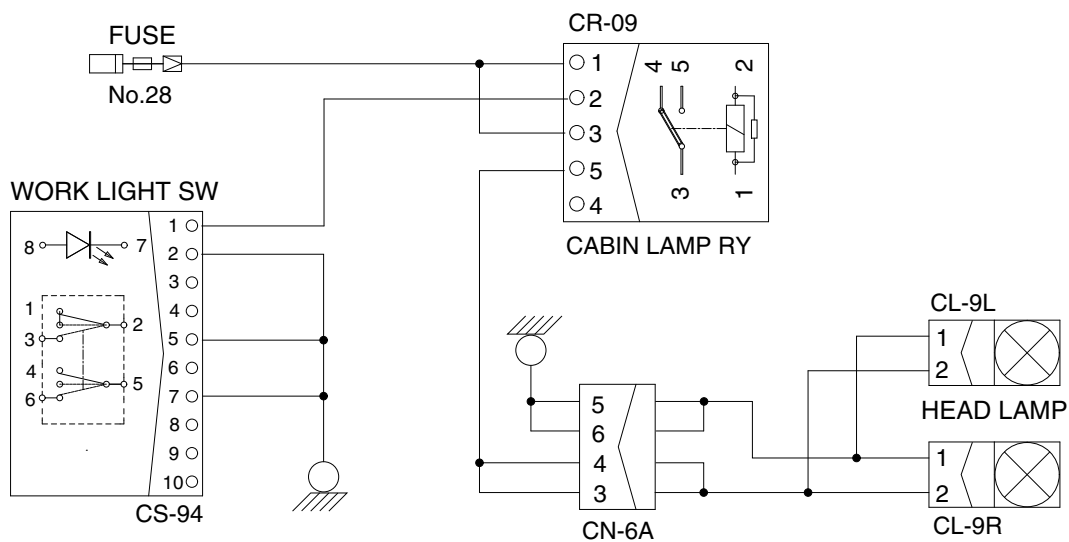 FUSE
No.28
CR-09
1
2
3
5
4
4 5 2
3 1
CABIN LAMP RY
WORK LIGHT SW
8 7
1
2
3
4
5
6
1
2
3
4
5
6
7
8
9
10
CS-94
5
6
4
3
CN-6A
CL-9L
1
2
HEAD LAMP
1
2
CL-9R